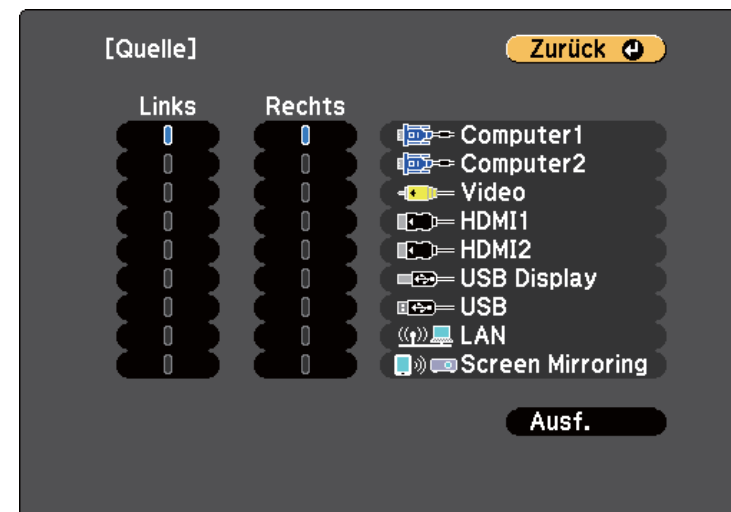 [Quelle] Zurück
Links Rechts
Computer1
Computer2
Video
HDMI1
HDMI2
USB Display
USB
LAN
Screen Mirroring
Ausf.